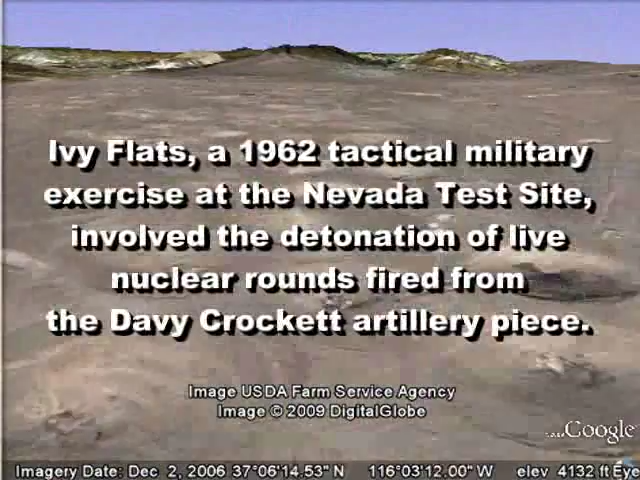 Ivy Flats, a 1962 tactical military
exercise at the Nevada Test Site,
involved the detonation of live
nuclear rounds fired from
the Davy Crockett artillery piece.
Image USDA Farm Service Agency
Image © 2009 DigitalGlobe
Google
Imagery Date: Dec 2, 2006 37°06'14.53" N 116°03'12.00" W elev 4132 ft Eye